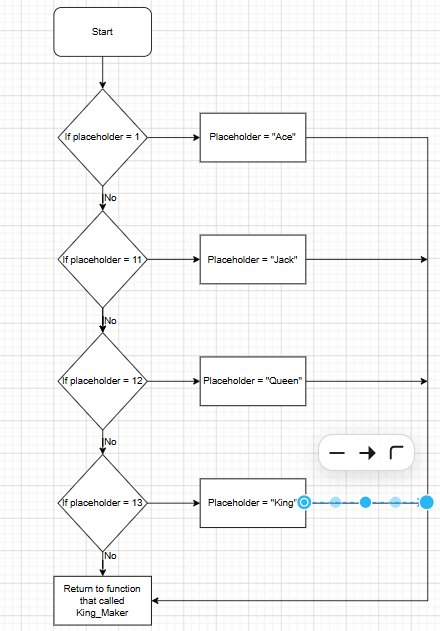 Start
If placeholder = 1
Placeholder = "Ace"
No
If placeholder = 11
Placeholder = "Jack"
No
If placeholder = 12
Placeholder = "Queen"
No
If placeholder = 13
Placeholder = "King"
No
Return to function
that called
King_Maker